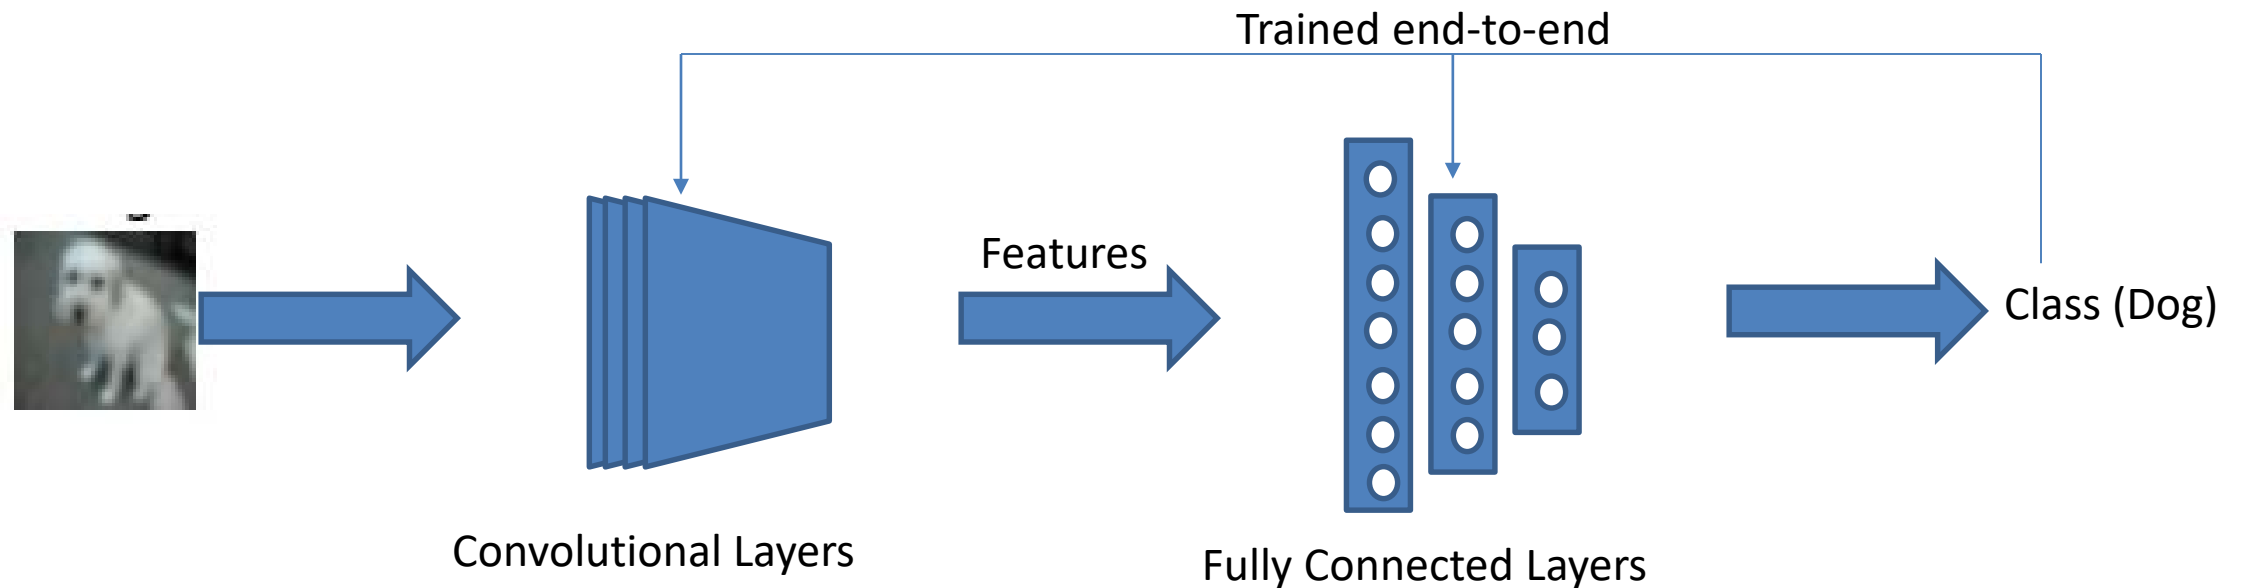 Trained end-to-end
Features
Class (Dog)
Convolutional Layers
Fully Connected Layers